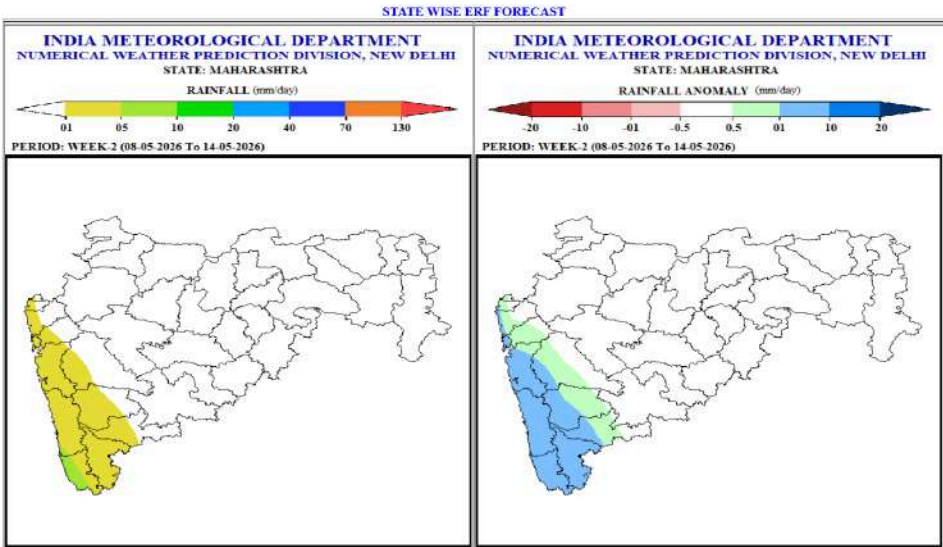 STATE WISE ERF FORECAST
INDIA METEOROLOGICAL DEPARTMENT
NUMERICAL WEATHER PREDICTION DIVISION, NEW DELHI
STATE: MAHARASHTRA
RAINFALL (mm/day)
01 05 10 20 40 70 130
PERIOD: WEEK-2 (08-05-2026 To 14-05-2026)
INDIA METEOROLOGICAL DEPARTMENT
NUMERICAL WEATHER PREDICTION DIVISION, NEW DELHI
STATE: MAHARASHTRA
RAINFALL ANOMALY (mm/day)
-20 -10 -01 -0.5 0.5 01 10 20
PERIOD: WEEK-2 (08-05-2026 To 14-05-2026)